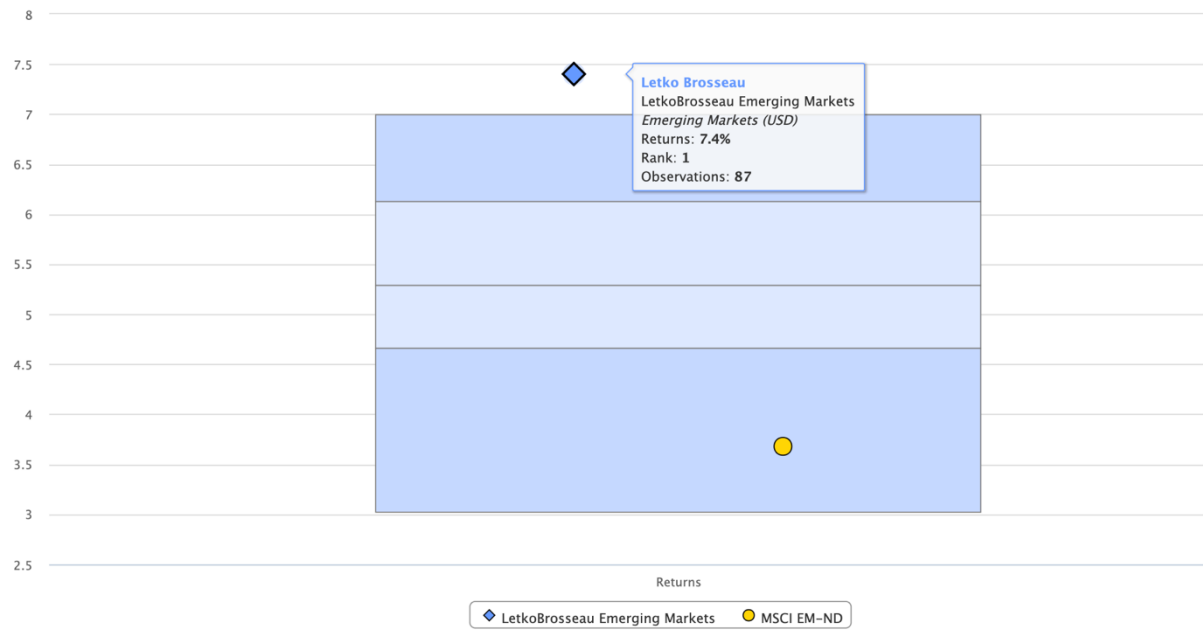 8
7.5
7
6.5
6
5.5
5
4.5
4
3.5
3
2.5
Letko Brosseau
LetkoBrosseau Emerging Markets
Emerging Markets (USD)
Returns: 7.4%
Rank: 1
Observations: 87
Returns
LetkoBrosseau Emerging Markets MSCI EM-ND